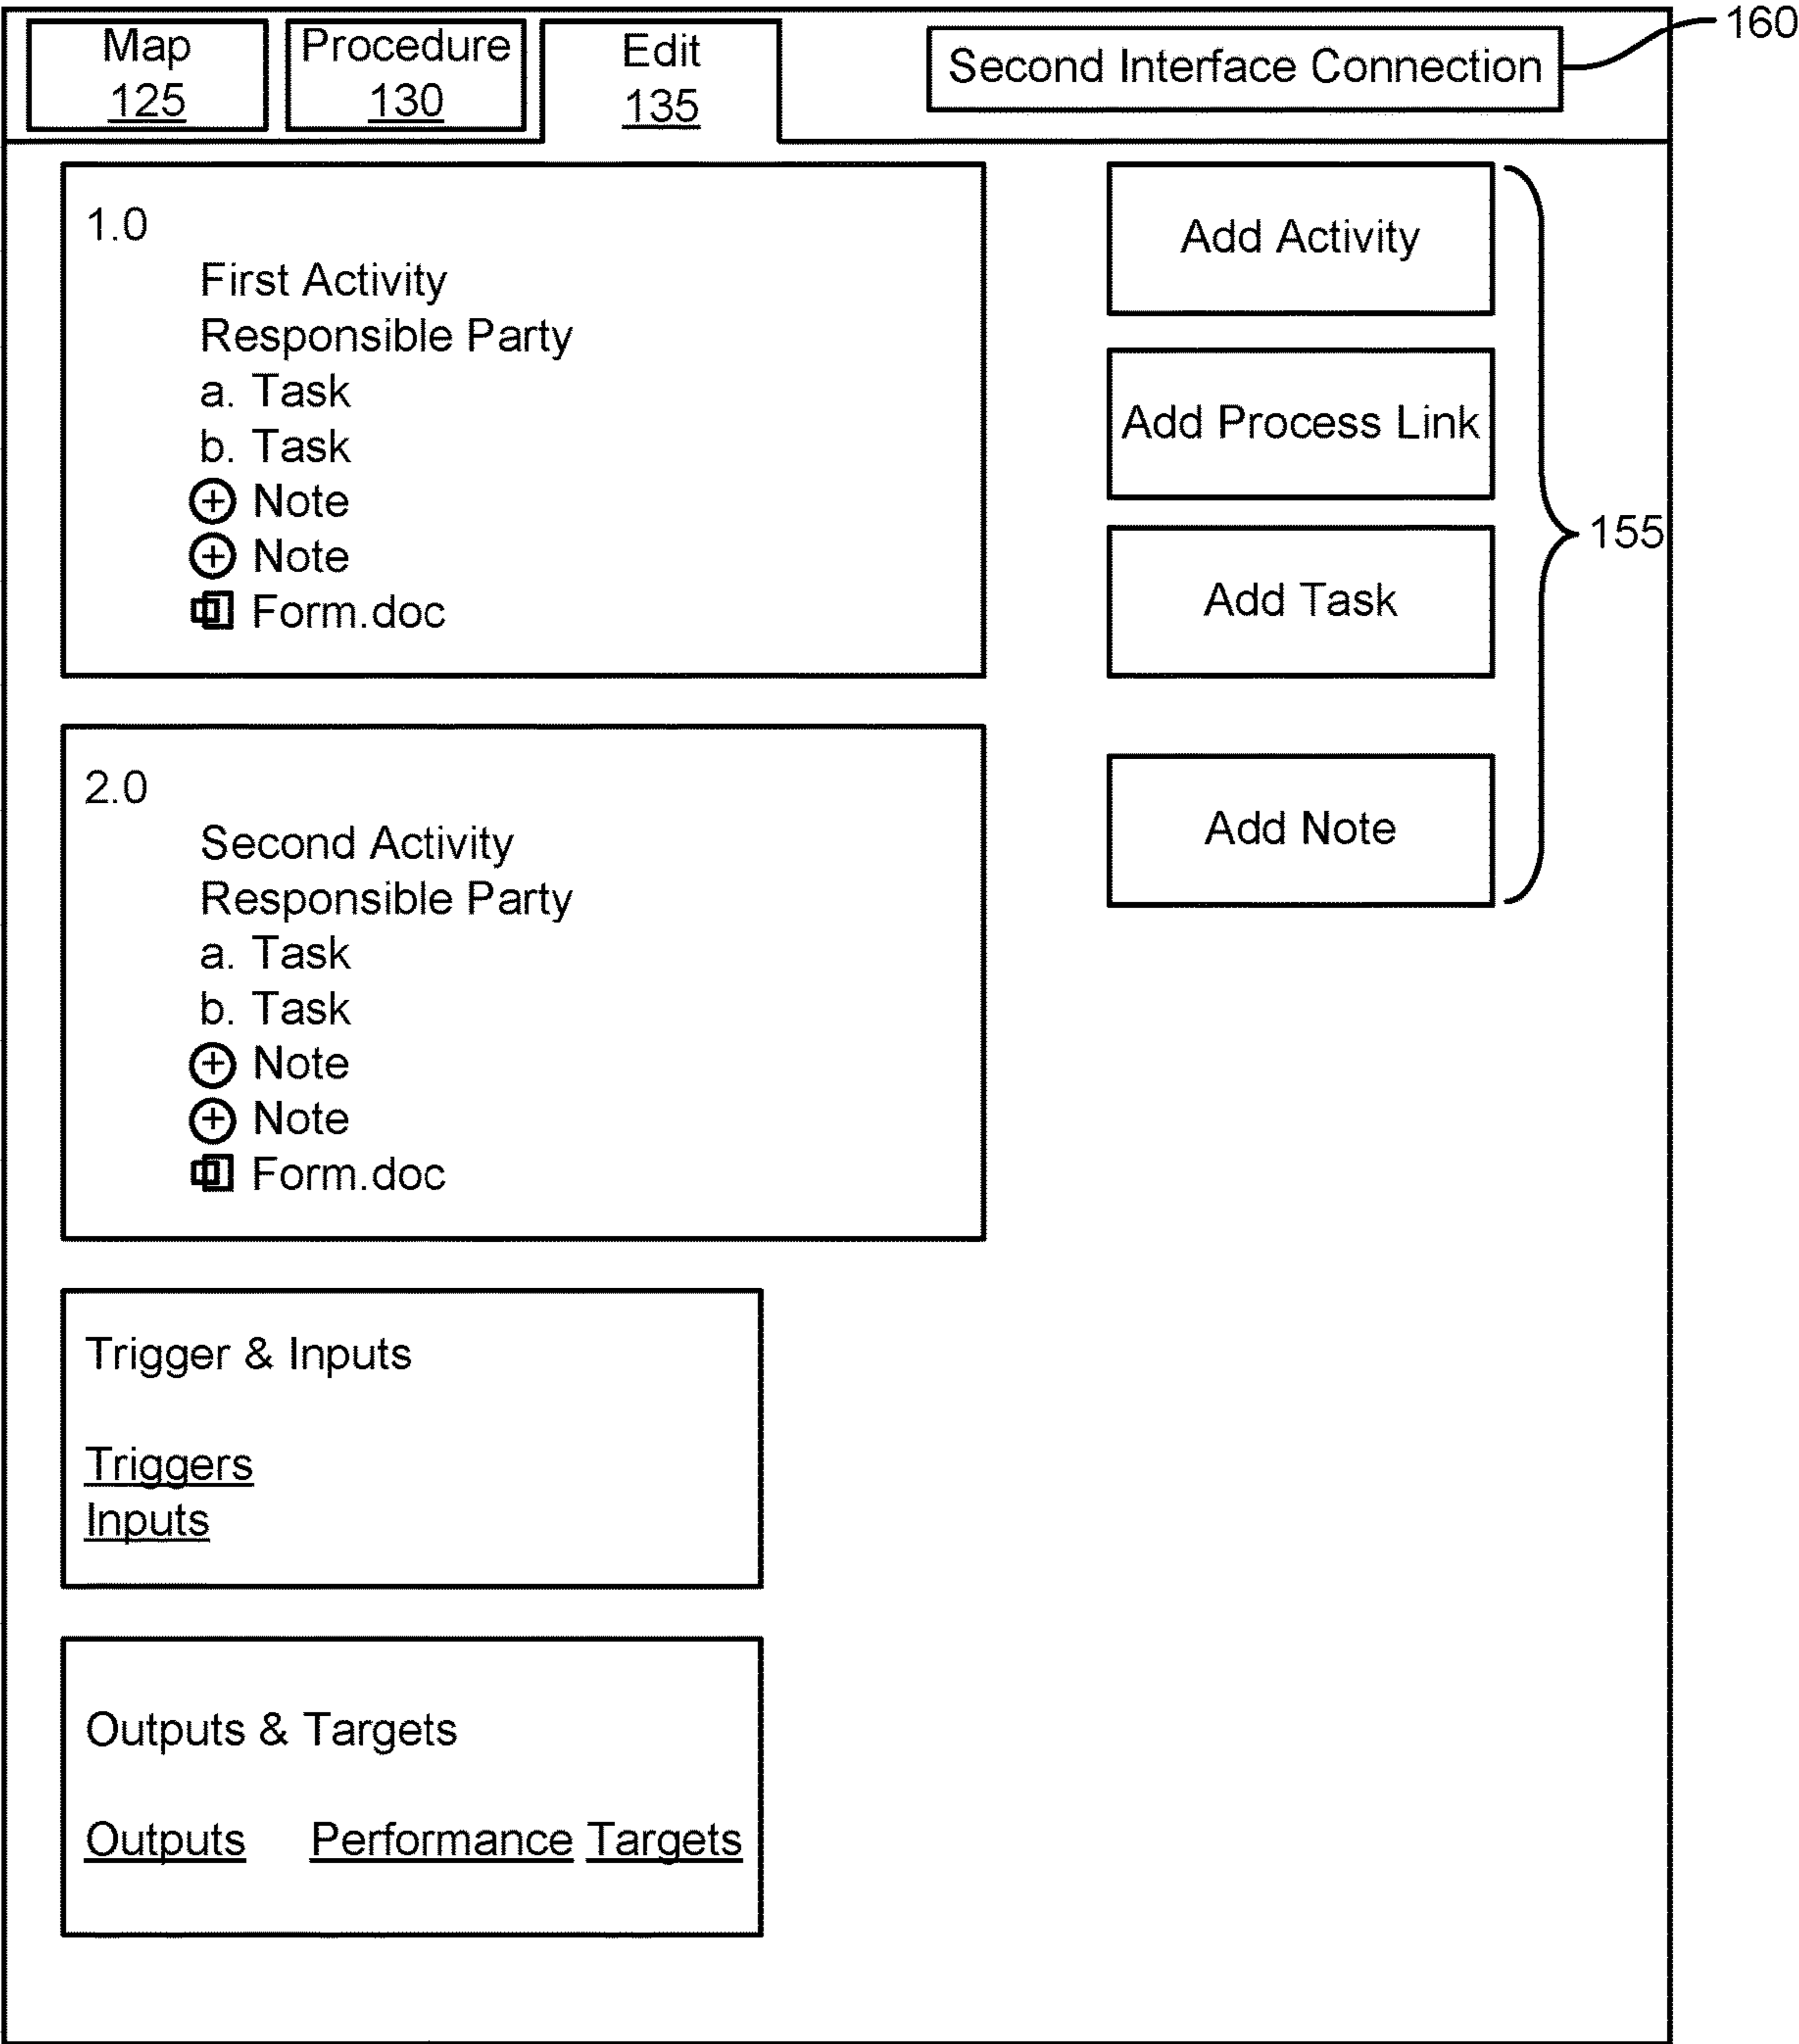 Map
125
Procedure
130
Edit
135
Second Interface Connection
160
1.0
First Activity
Responsible Party
a. Task
b. Task
Note
Note
Form.doc
Add Activity
Add Process Link
Add Task
Add Note
155
2.0
Second Activity
Responsible Party
a. Task
b. Task
Note
Note
Form.doc
Trigger & Inputs
Triggers
Inputs
Outputs & Targets
Outputs Performance Targets